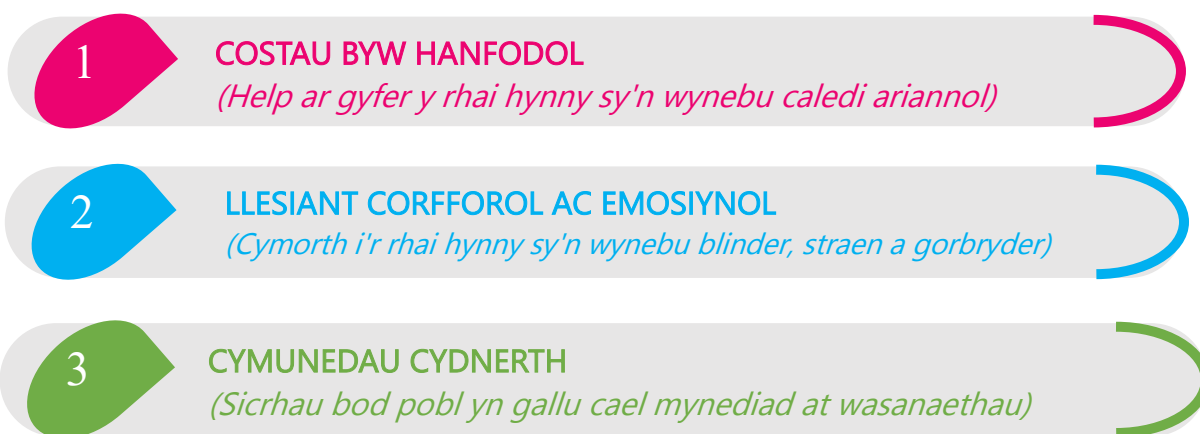 1
COSTAU BYW HANFODOL
(Help ar gyfer y rhai hynny sy'n wynebu caledi ariannol)
2
LLESIANT CORFFOROL AC EMOSIYNOL
(Cymorth i'r rhai hynny sy'n wynebu blinder, straen a gorbryder)
3
CYMUNEDAU CYDNERTH
(Sicrhau bod pobl yn gallu cael mynediad at wasanaethau)